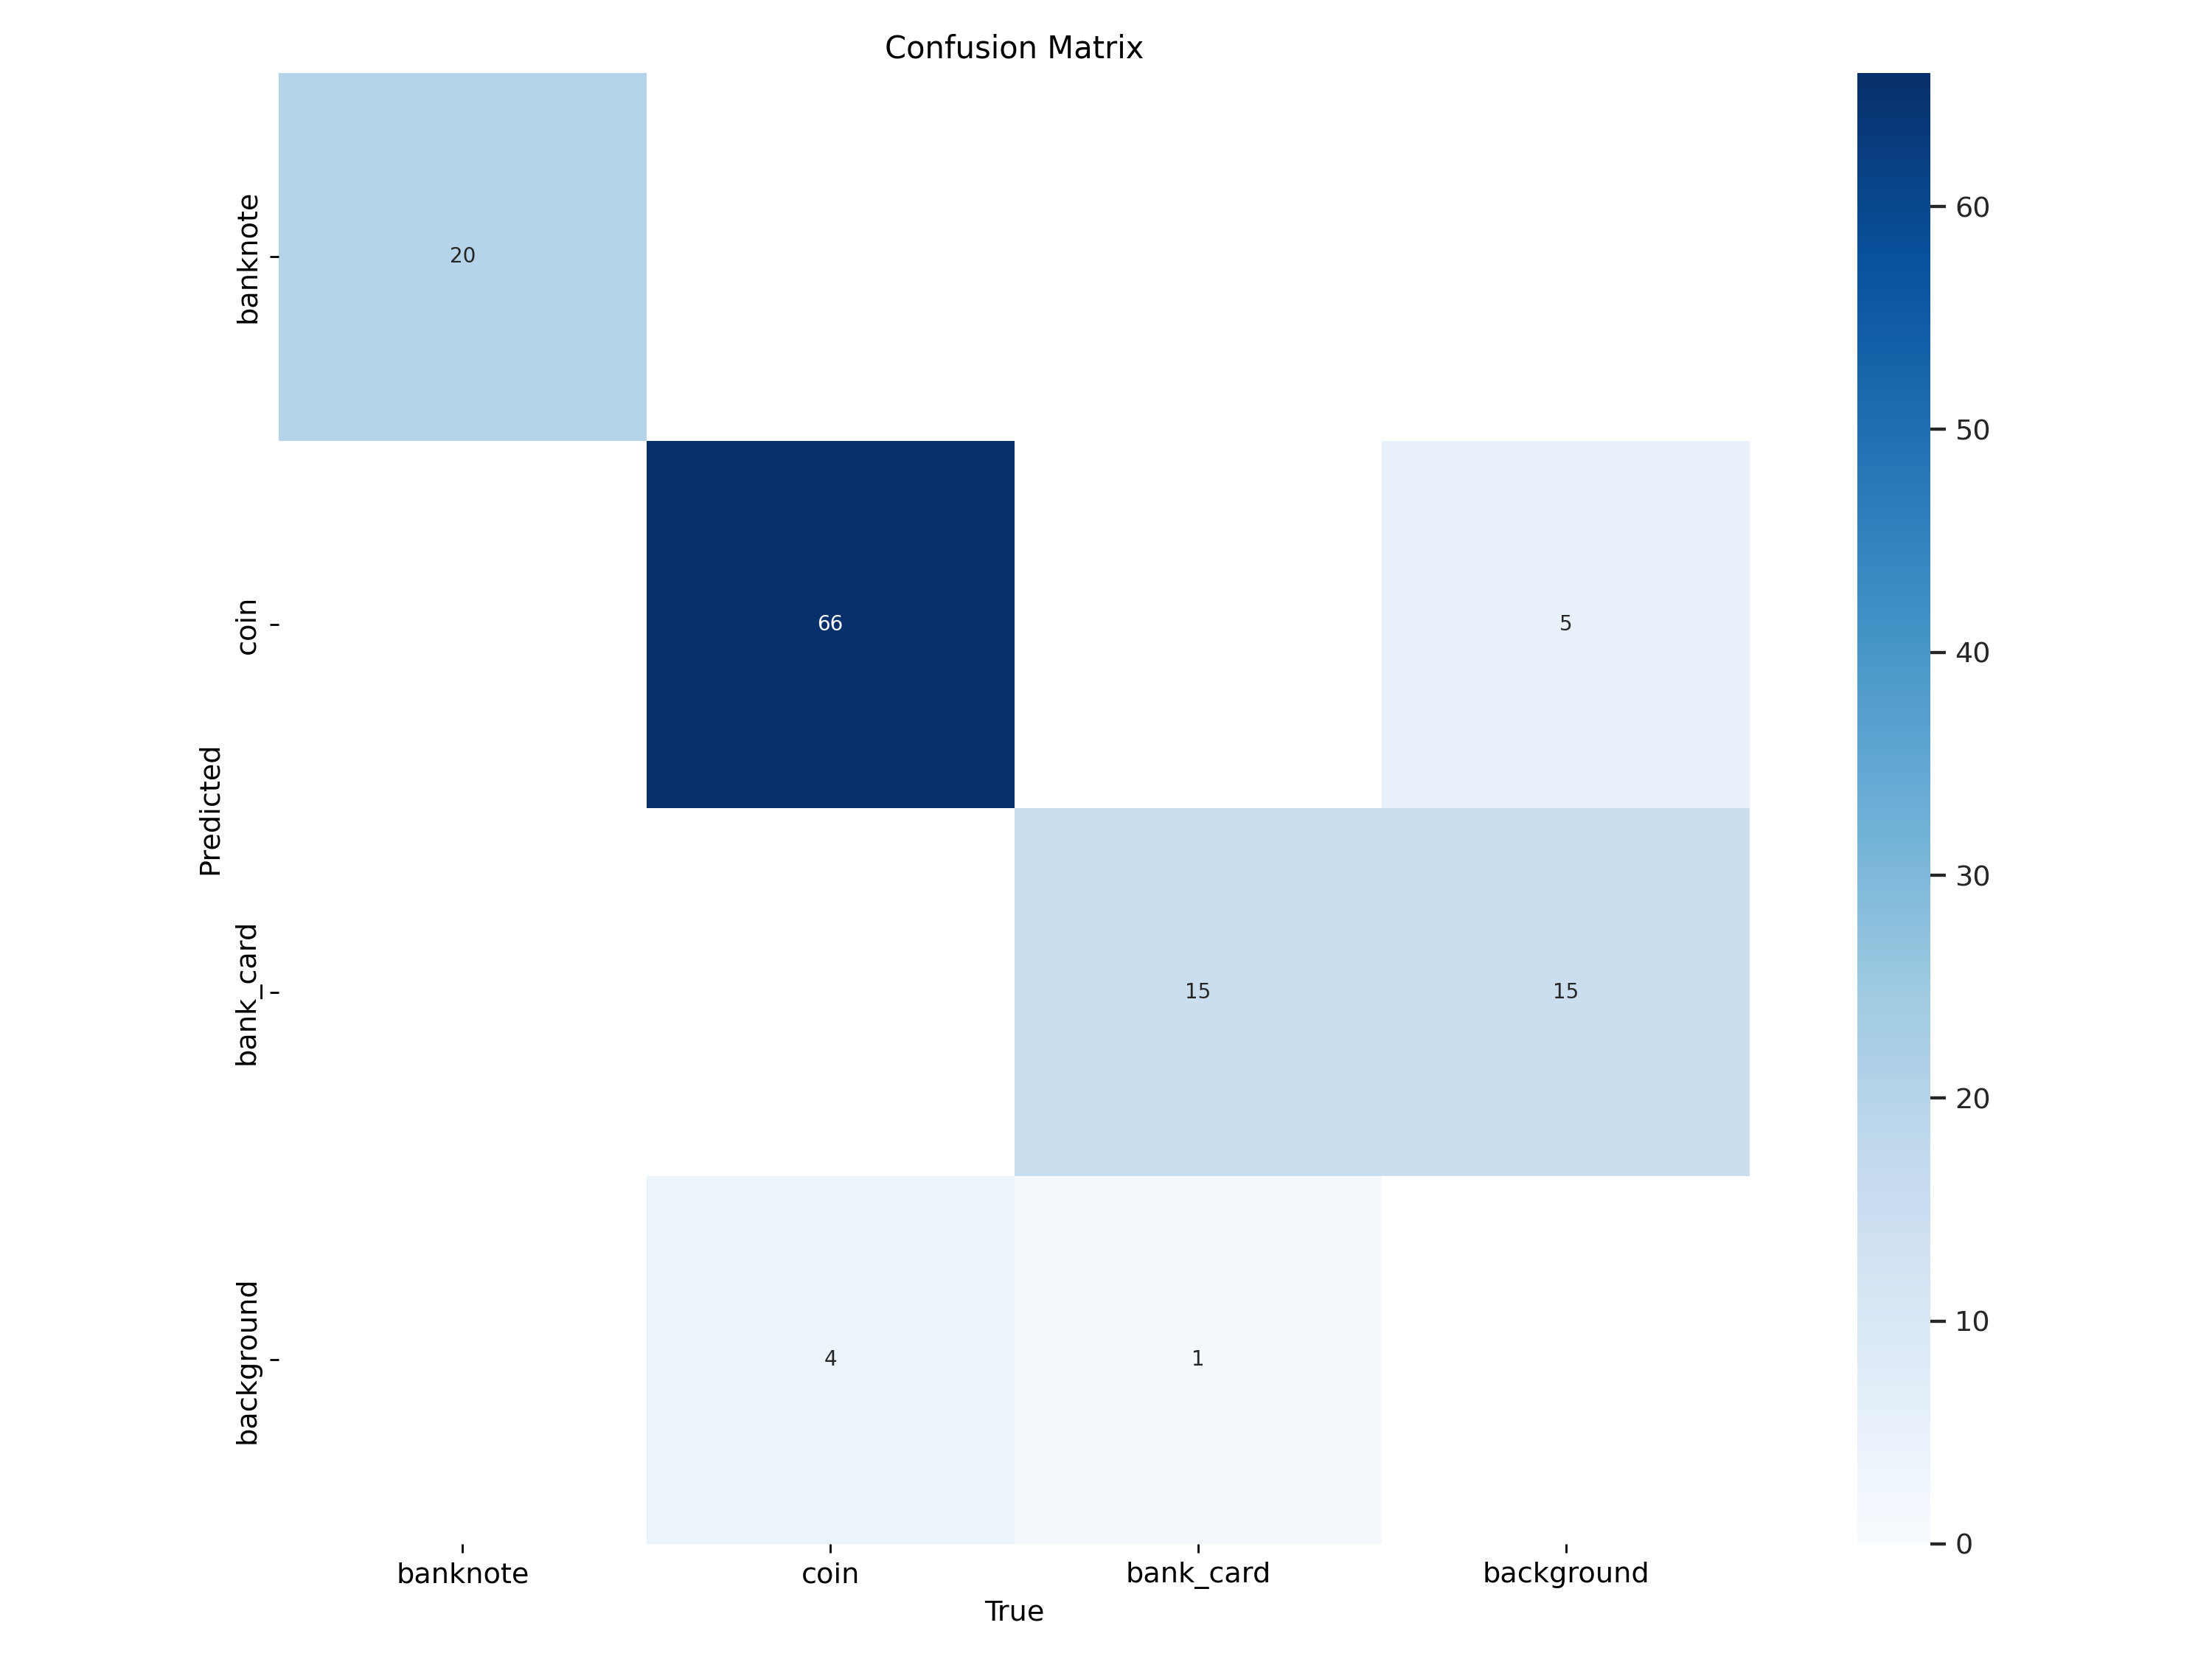 Confusion Matrix
banknote
coin
bank_card
background
Predicted
20
66
5
15
15
4
1
banknote
coin
bank_card
background
True
60
50
40
30
20
10
0